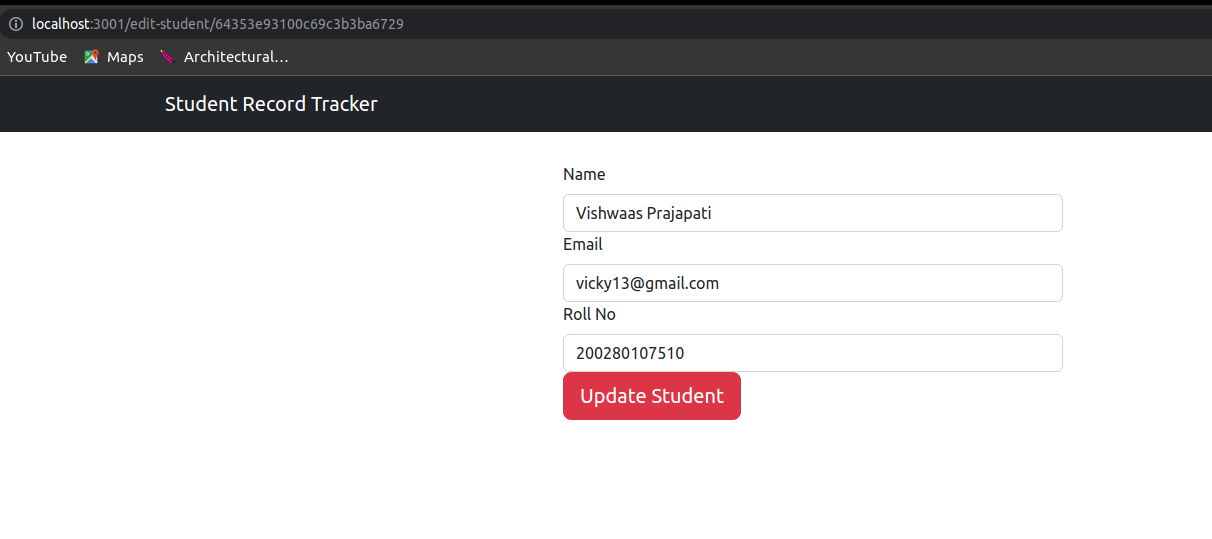 localhost:3001/edit-student/64353e93100c69c3b3ba6729
YouTube Maps Architectural…
Student Record Tracker
Name
Vishwaas Prajapati
Email
vicky13@gmail.com
Roll No
200280107510
Update Student